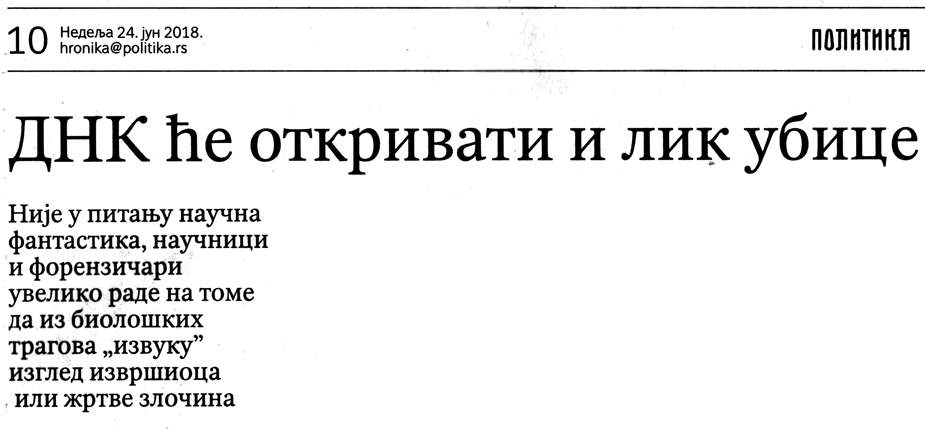 10
Недеља 24. јун 2018.
hronika@politika.rs
ПОЛИТИКА
ДНК ће откривати и лик убице
Није у питању научна
фантастика, научници
и форензичари
увелико раде на томе
да из биолошких
трагова „извуку”
изглед извршиоца
или жртве злочина